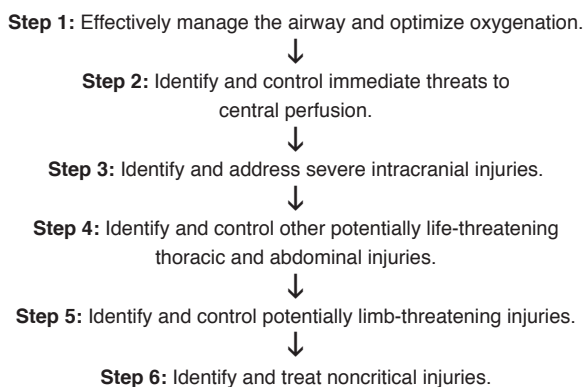 Step 1: Effectively manage the airway and optimize oxygenation.
Step 2: Identify and control immediate threats to
central perfusion.
Step 3: Identify and address severe intracranial injuries.
Step 4: Identify and control other potentially life-threatening
thoracic and abdominal injuries.
Step 5: Identify and control potentially limb-threatening injuries.
Step 6: Identify and treat noncritical injuries.